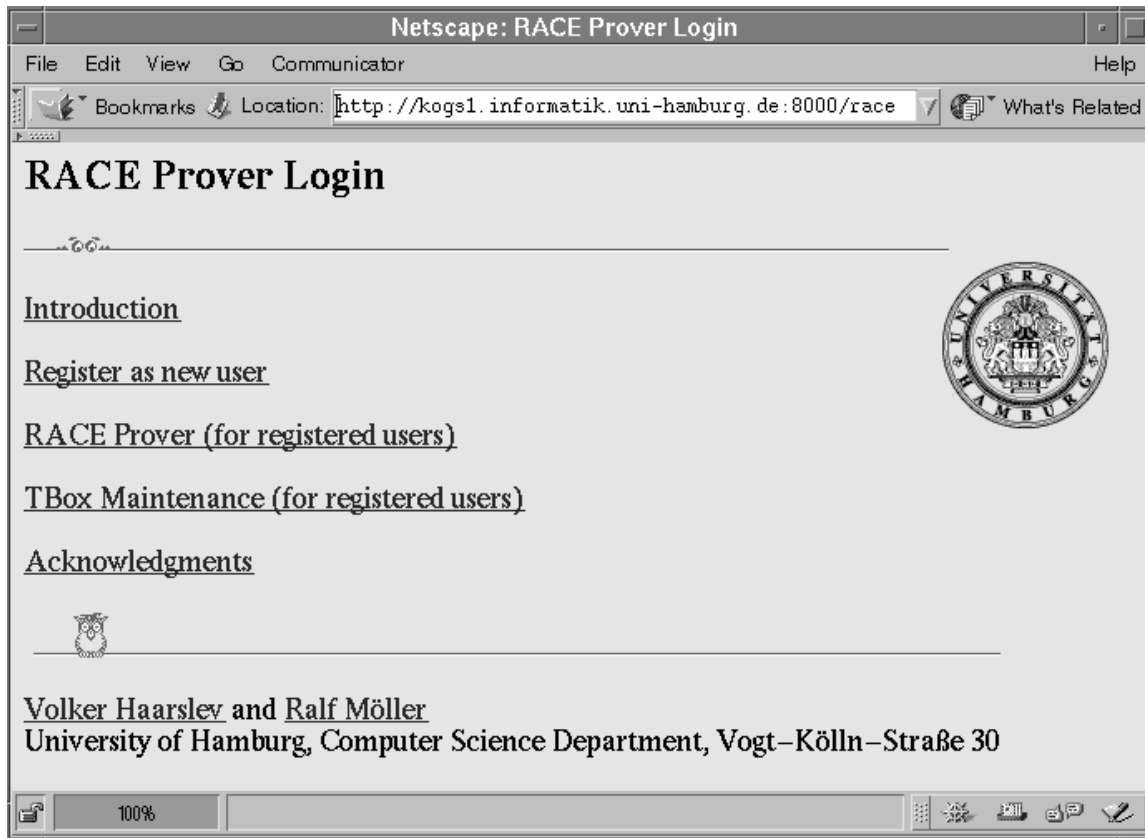 Netscape: RACE Prover Login
File Edit View Go Communicator Help
Bookmarks Location: http://kogs1.informatik.uni-hamburg.de:8000/race What's Related
RACE Prover Login
Introduction
UNIVERSITÄT HAMBURG
Register as new user
RACE Prover (for registered users)
TBox Maintenance (for registered users)
Acknowledgments
Volker Haarslev and Ralf Möller
University of Hamburg, Computer Science Department, Vogt–Kölln–Straße 30
100%